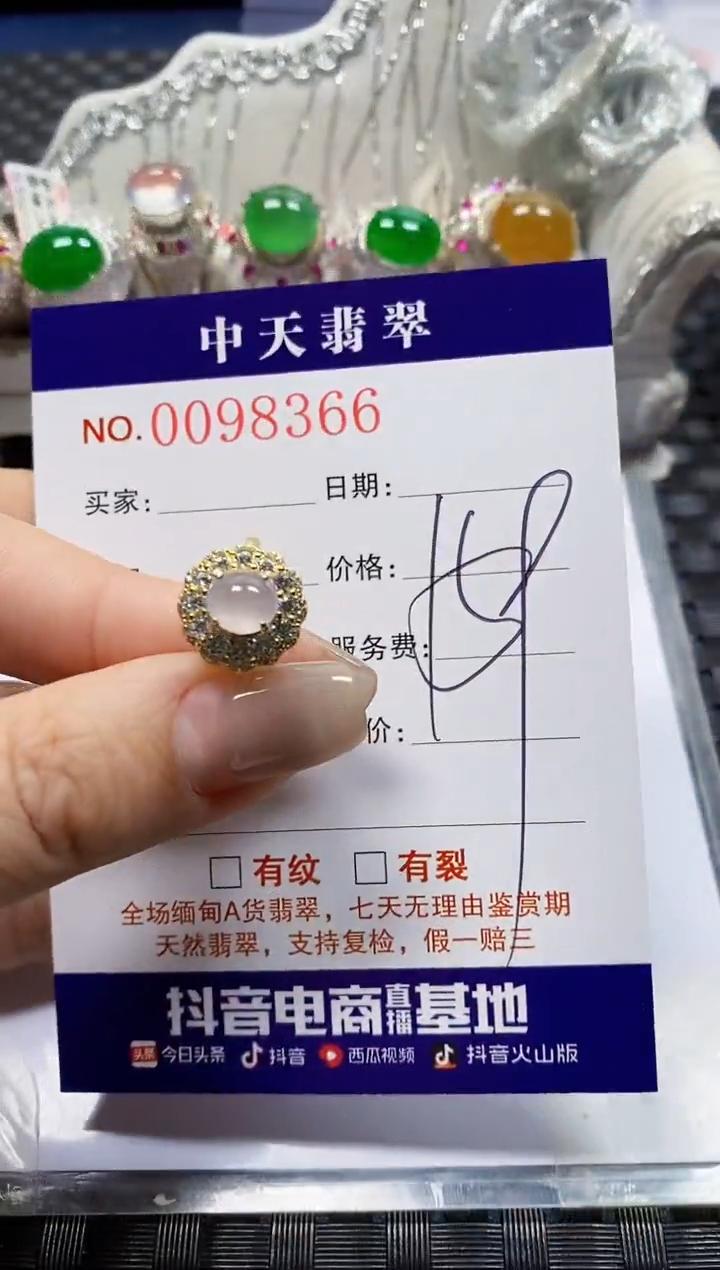 中天翡翠
NO.0098366
买家: 日期:
价格:
服务费:
价:
有纹 有裂
全场缅甸A货翡翠，七天无理由鉴赏期
天然翡翠，支持复检，假一赔三
抖音电商直播基地
头条 今日头条 抖音 西瓜视频 抖音火山版